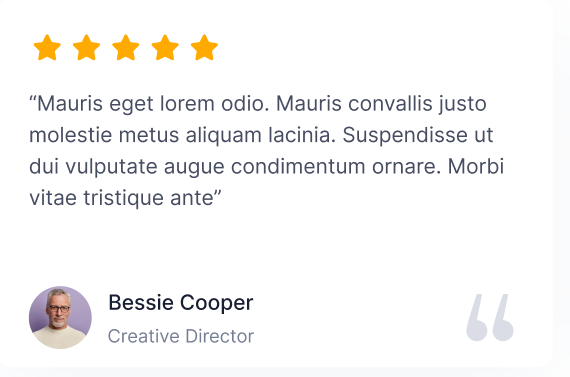 “Mauris eget lorem odio. Mauris convallis justo
molestie metus aliquam lacinia. Suspendisse ut
dui vulputate augue condimentum ornare. Morbi
vitae tristique ante”
Bessie Cooper
Creative Director